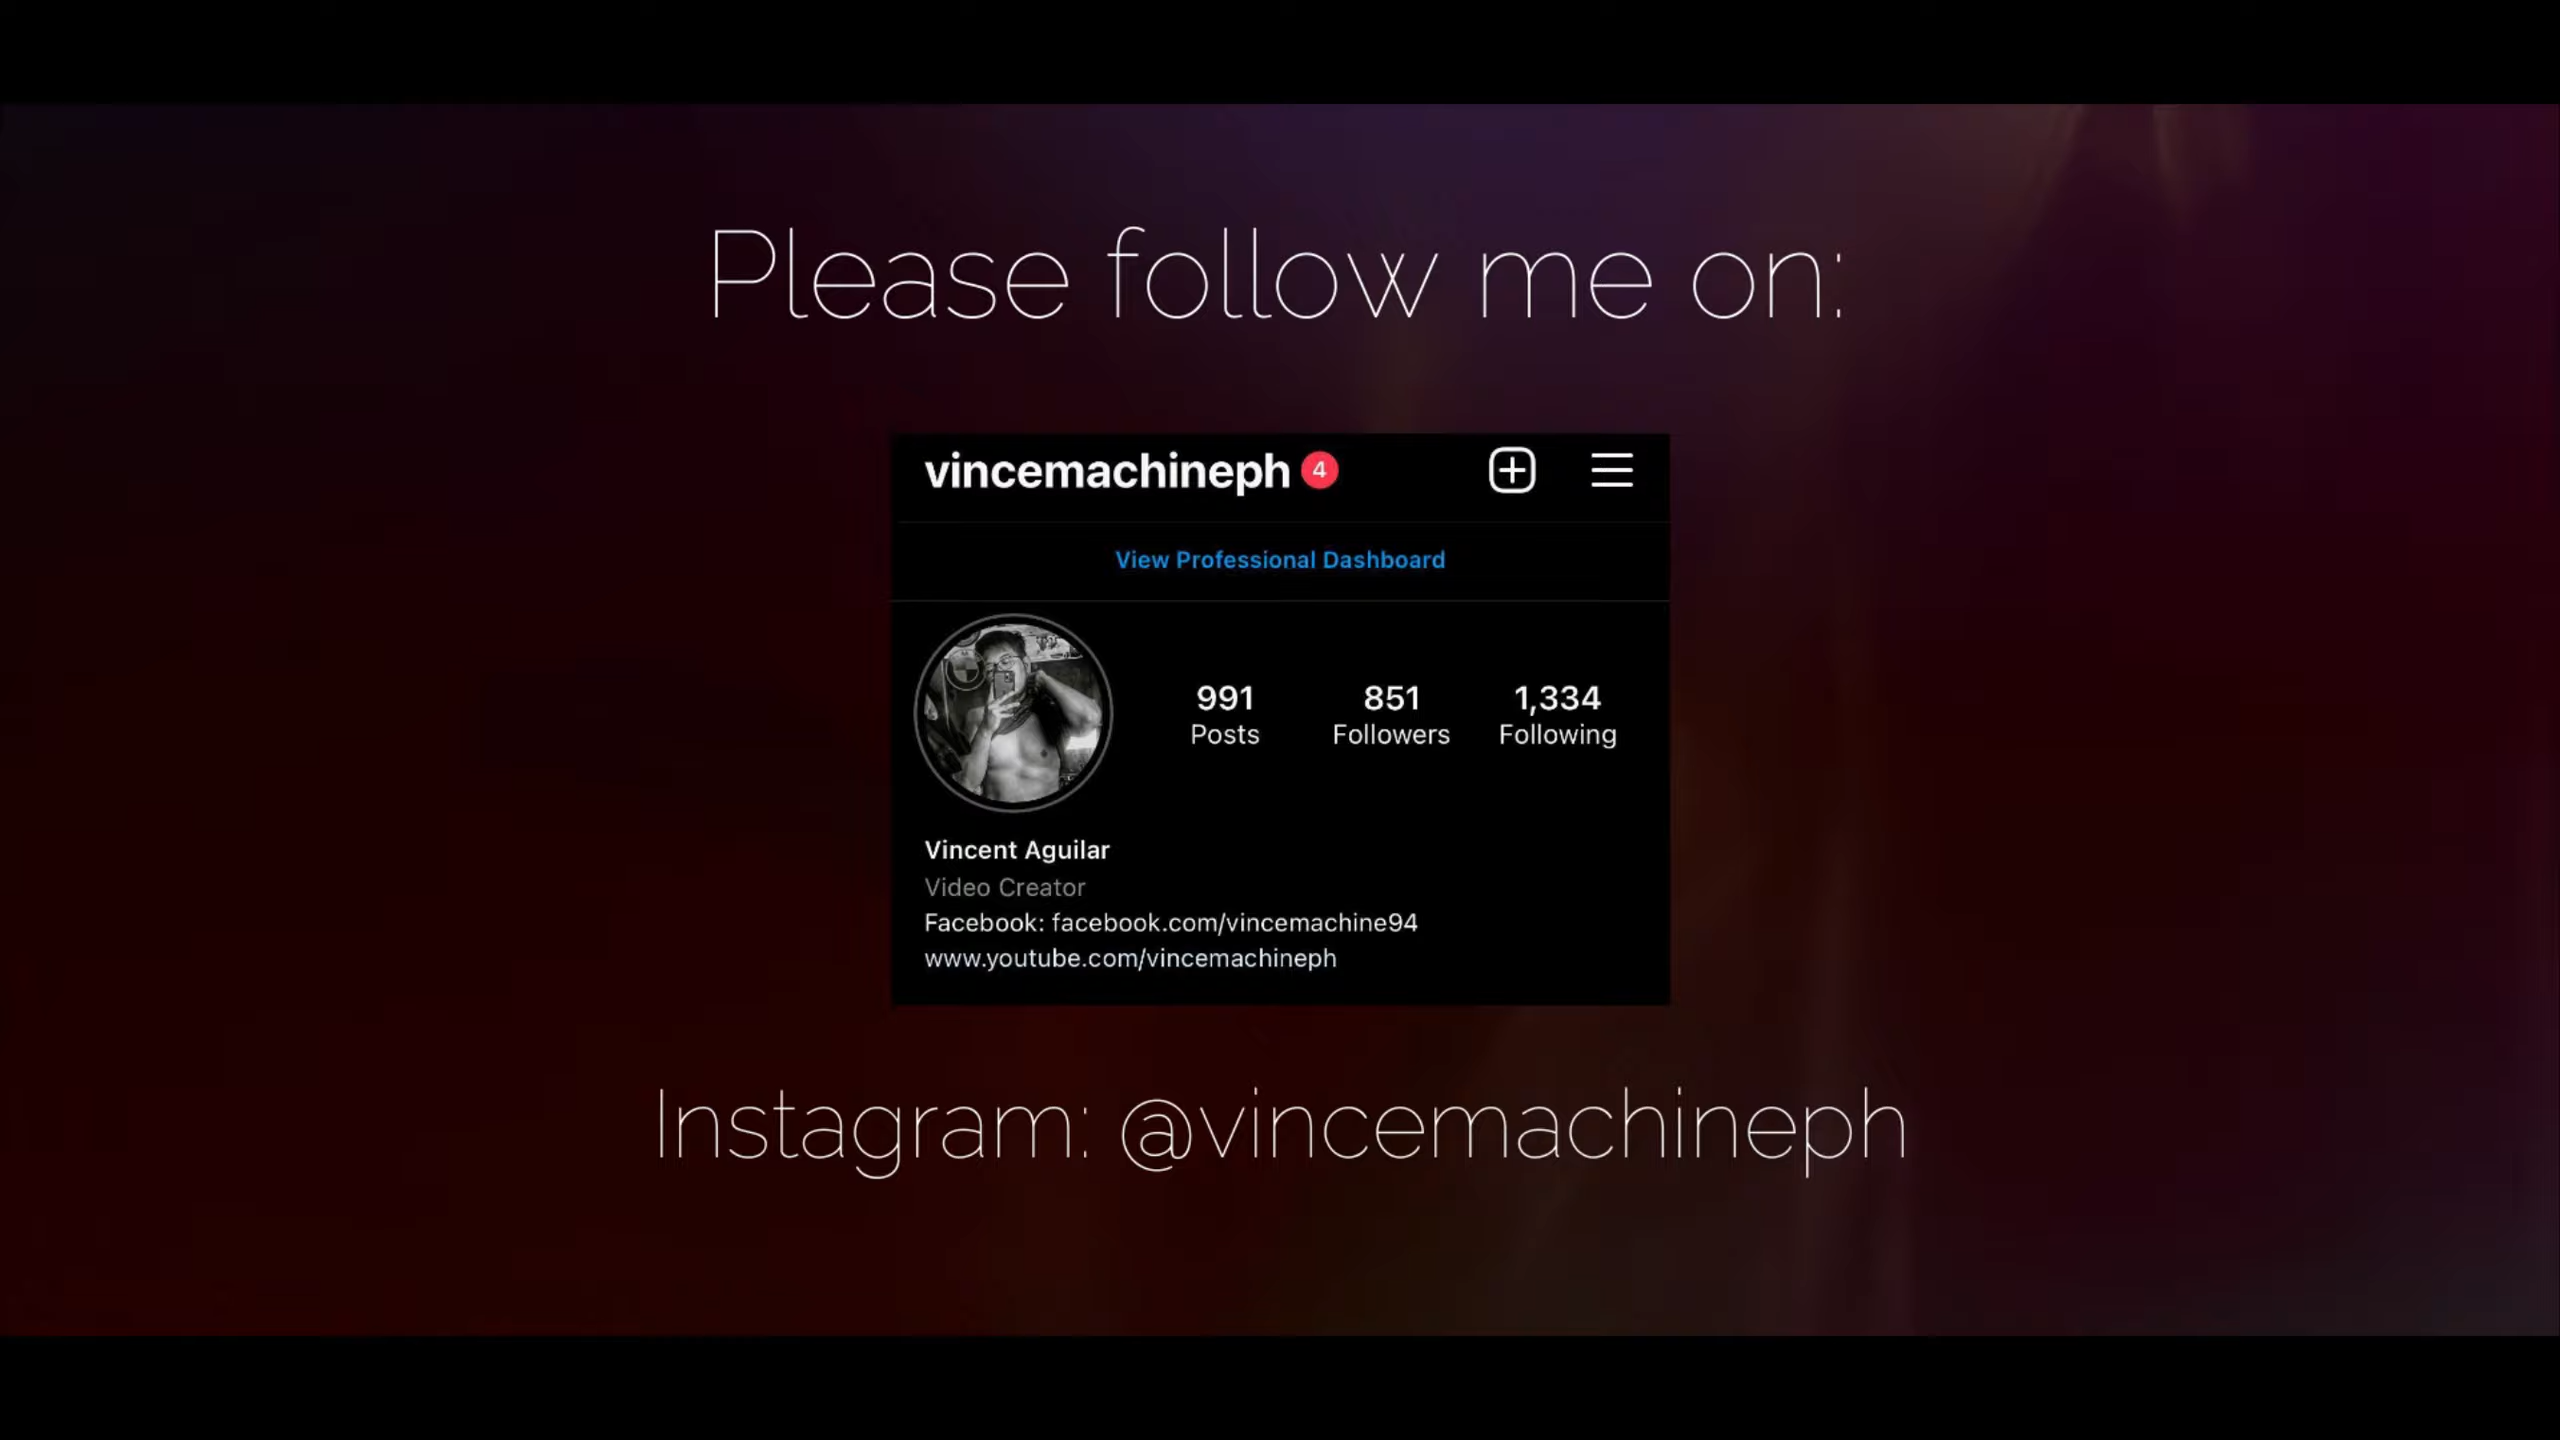 Please follow me on:
vincemachineph 4
View Professional Dashboard
991 851 1,334
Posts Followers Following
Vincent Aguilar
Video Creator
Facebook: facebook.com/vincemachine94
www.youtube.com/vincemachineph
Instagram: @vincemachineph